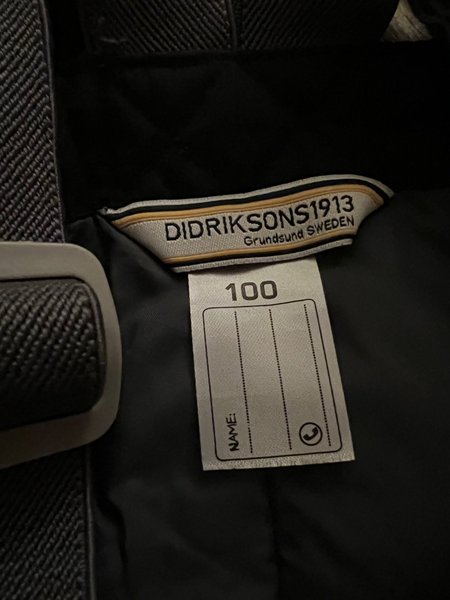 DIDRIKSONS1913
Grundsund SWEDEN
100
NAME: